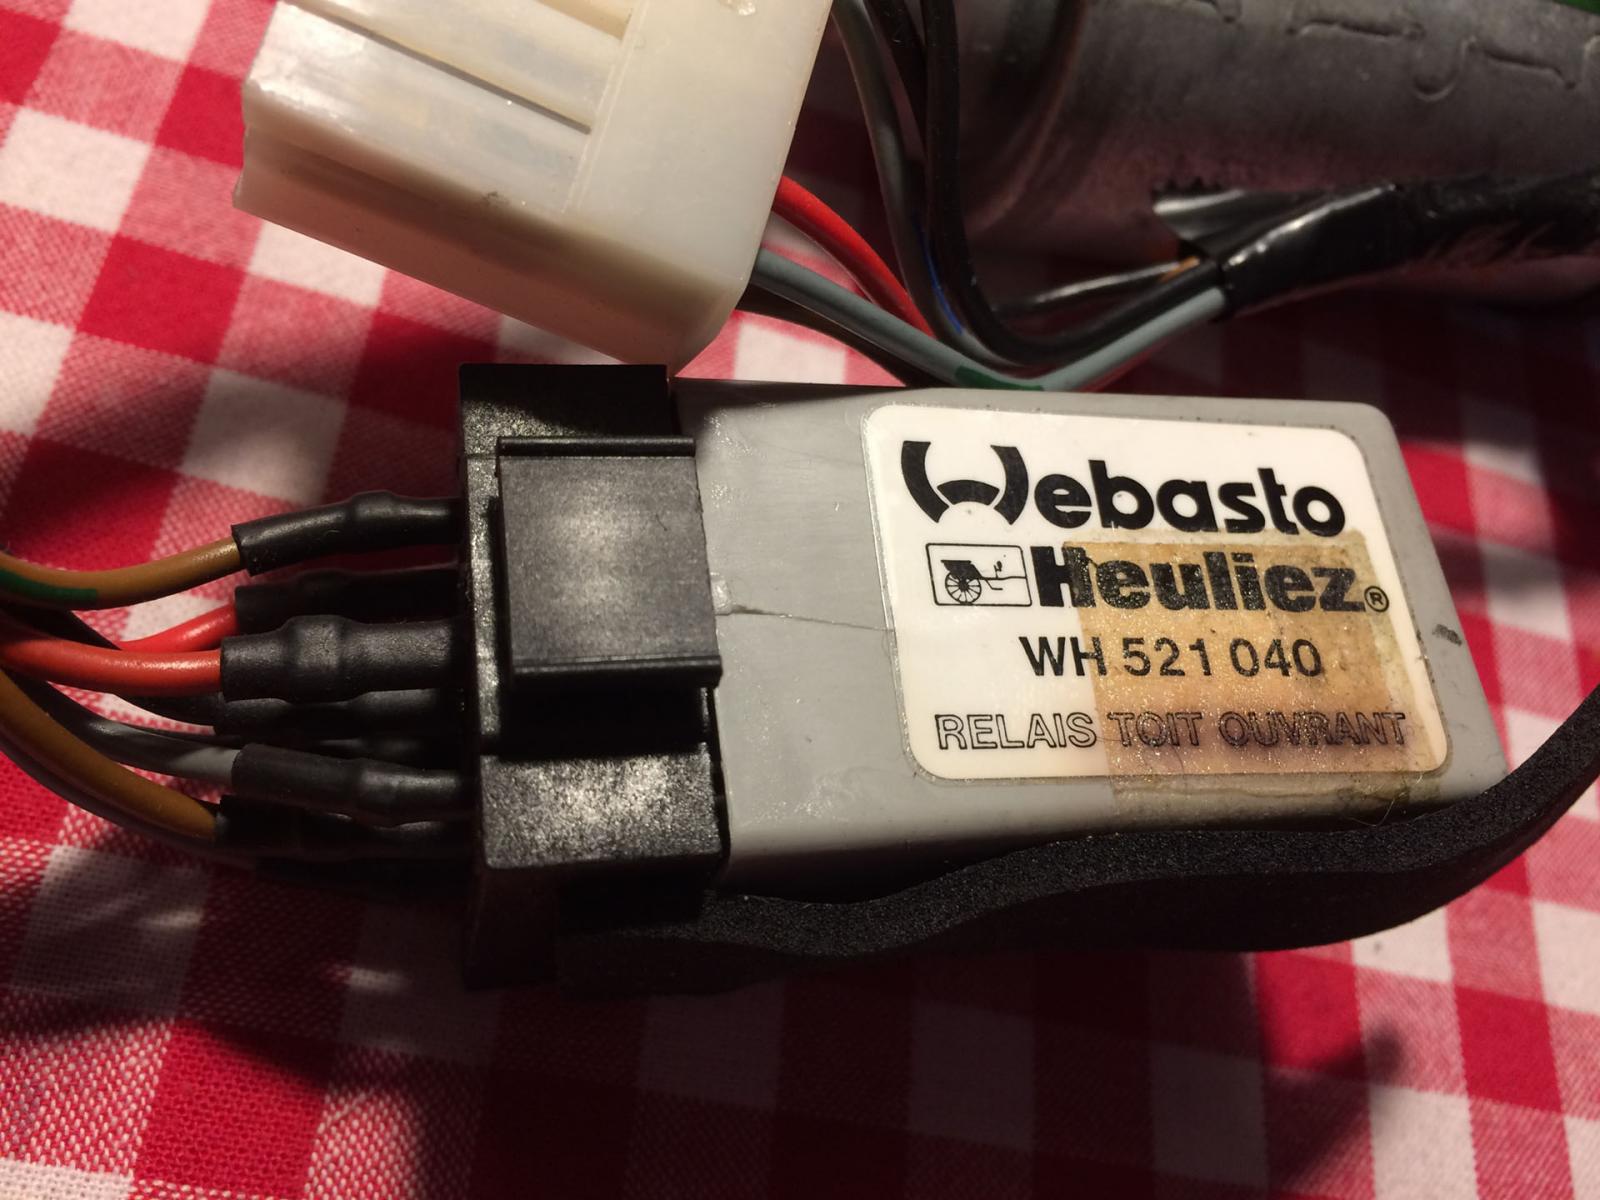 Webasto
Heuliez®
WH 521 040
RELAIS TOIT OUVRANT